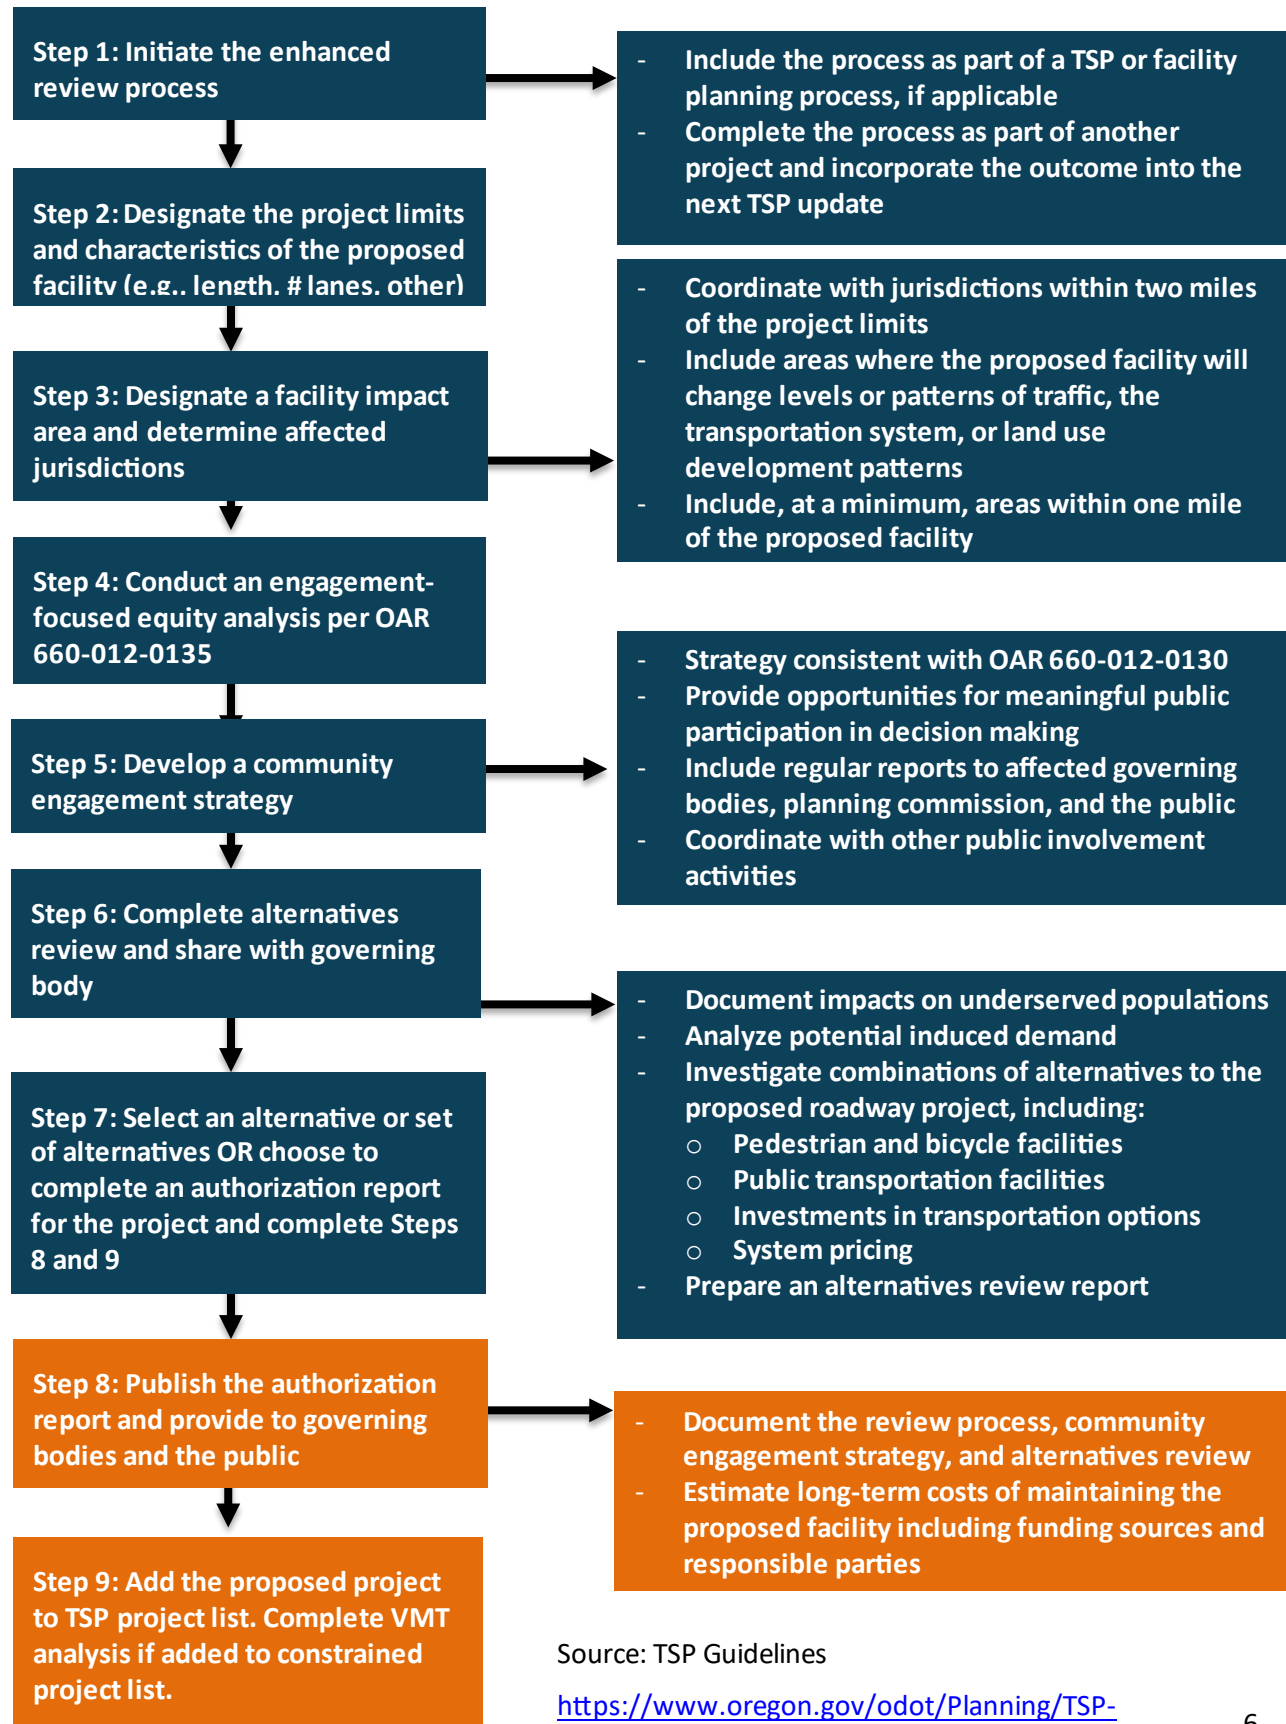 Step 1: Initiate the enhanced
review process
- Include the process as part of a TSP or facility
planning process, if applicable
- Complete the process as part of another
project and incorporate the outcome into the
next TSP update
Step 2: Designate the project limits
and characteristics of the proposed
facility (e.g., length, # lanes, other)
Step 3: Designate a facility impact
area and determine affected
jurisdictions
- Coordinate with jurisdictions within two miles
of the project limits
- Include areas where the proposed facility will
change levels or patterns of traffic, the
transportation system, or land use
development patterns
- Include, at a minimum, areas within one mile
of the proposed facility
Step 4: Conduct an engagement-
focused equity analysis per OAR
660-012-0135
Step 5: Develop a community
engagement strategy
- Strategy consistent with OAR 660-012-0130
- Provide opportunities for meaningful public
participation in decision making
- Include regular reports to affected governing
bodies, planning commission, and the public
- Coordinate with other public involvement
activities
Step 6: Complete alternatives
review and share with governing
body
- Document impacts on underserved populations
- Analyze potential induced demand
- Investigate combinations of alternatives to the
proposed roadway project, including:
o Pedestrian and bicycle facilities
o Public transportation facilities
o Investments in transportation options
o System pricing
- Prepare an alternatives review report
Step 7: Select an alternative or set
of alternatives OR choose to
complete an authorization report
for the project and complete Steps
8 and 9
Step 8: Publish the authorization
report and provide to governing
bodies and the public
- Document the review process, community
engagement strategy, and alternatives review
- Estimate long-term costs of maintaining the
proposed facility including funding sources and
responsible parties
Step 9: Add the proposed project
to TSP project list. Complete VMT
analysis if added to constrained
project list.
Source: TSP Guidelines
https://www.oregon.gov/odot/Planning/TSP-
6